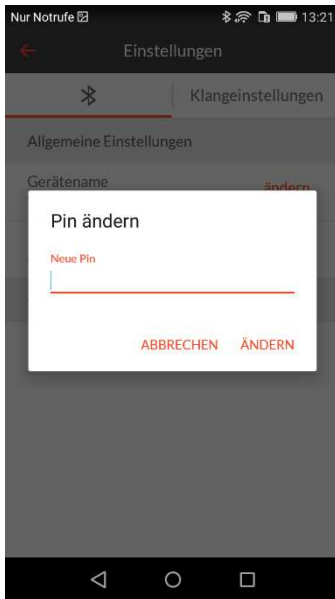 Nur Notrufe 13:21
Einstellungen
Klangeinstellungen
Allgemeine Einstellungen
Gerätename
ändern
Pin ändern
Neue Pin
ABBRECHEN ÄNDERN